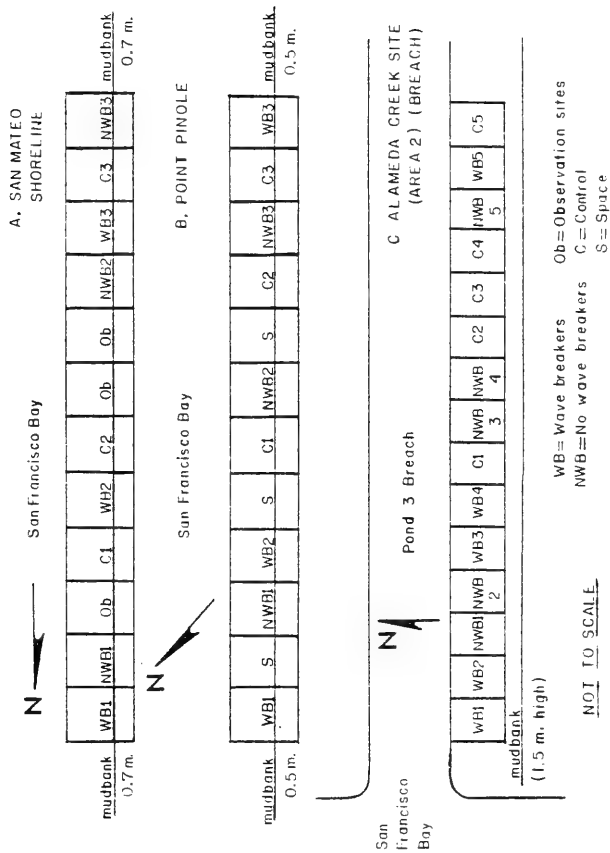 A. SAN MATEO
SHORELINE
San Francisco Bay
N
mudbank
0.7 m.
WB1 NWB1 Ob C1 WB2 C2 Ob Ob NWB2 WB3 C3 NWB3
mudbank
0.7 m.
B. POINT PINOLE
San Francisco Bay
N
mudbank
0.5 m.
WB1 S NWB1 WB2 S C1 NWB2 S C2 NWB3 C3 WB3
mudbank
0.5 m.
C ALAMEDA CREEK SITE
(AREA 2) (BREACH)
Pond 3 Breach
San
Francisco
Bay
N
WB1 WB2 NWB1 NWB 2 WB3 WB4 C1 NWB 3 NWB 4 C2 C3 C4 NWB 5 WB5 C5
mudbank
(1.5 m. high)
WB= Wave breakers
NWB=No wave breakers
Ob=Observation sites
C = Control
S = Space
NOT TO SCALE